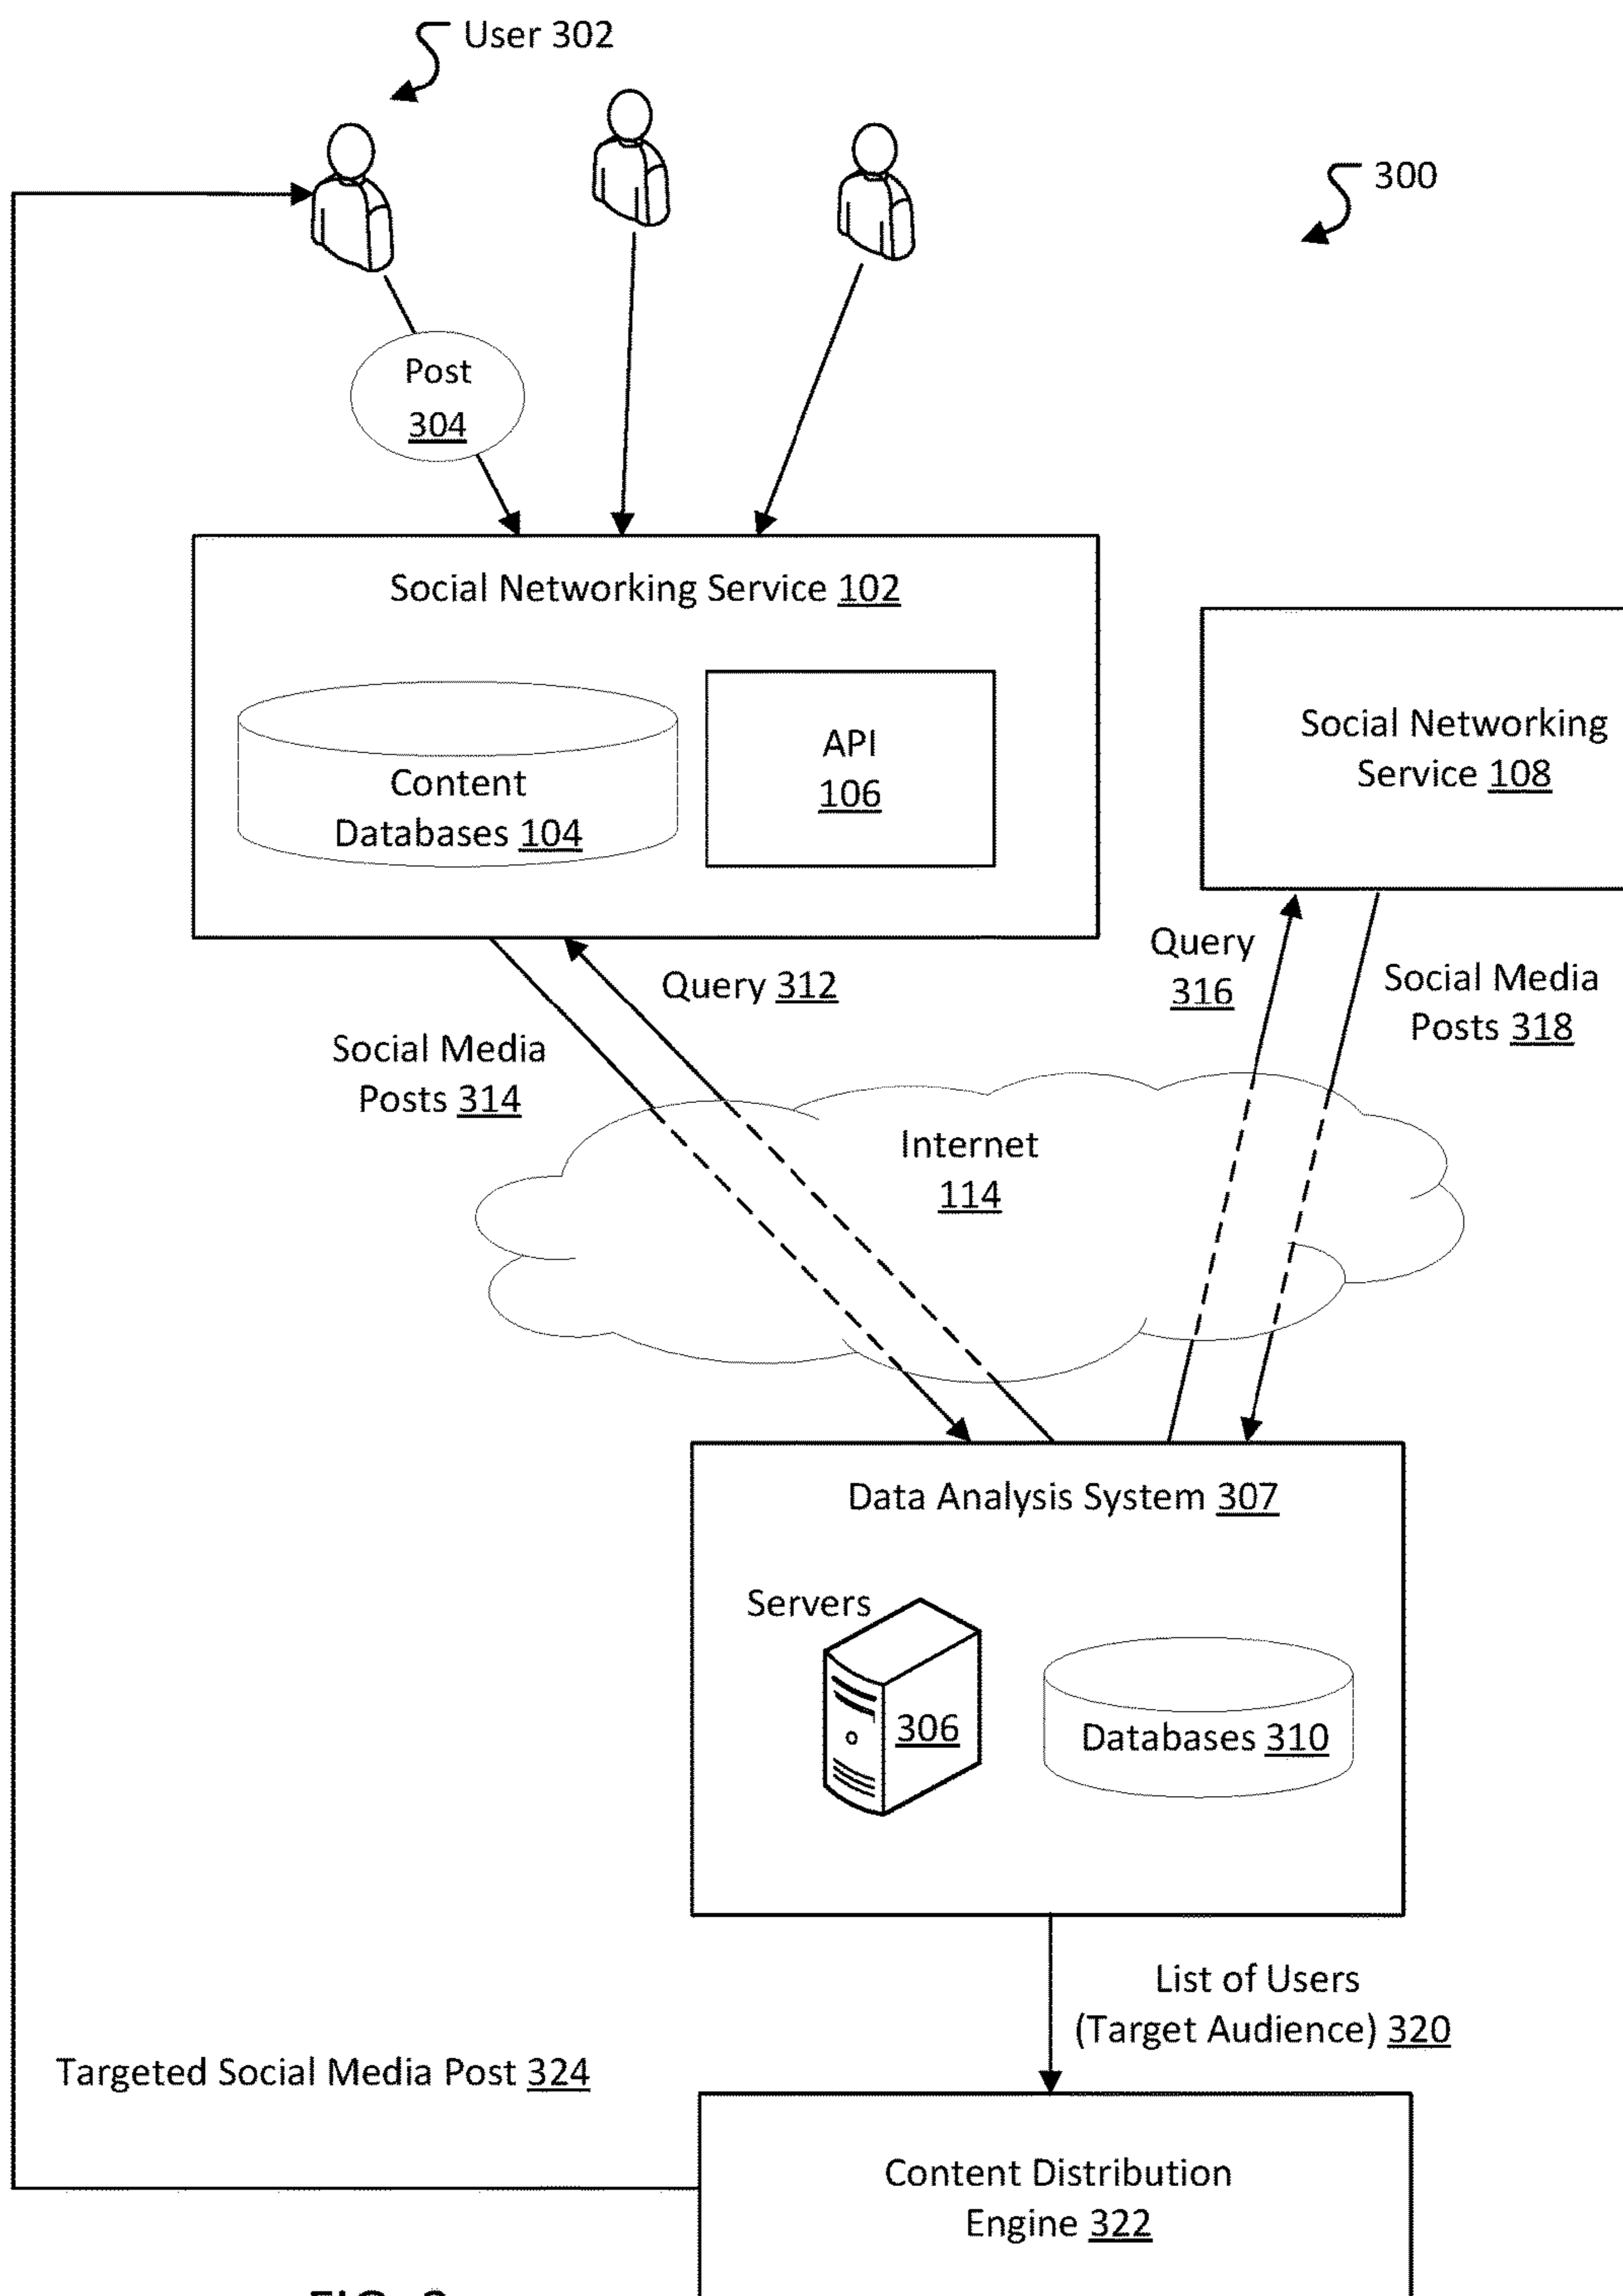 User 302
300
Post
304
Social Networking Service 102
Content
Databases 104
API
106
Social Networking
Service 108
Query 312
Query
316
Social Media
Posts 318
Social Media
Posts 314
Internet
114
Data Analysis System 307
Servers
306
Databases 310
List of Users
(Target Audience) 320
Targeted Social Media Post 324
Content Distribution
Engine 322